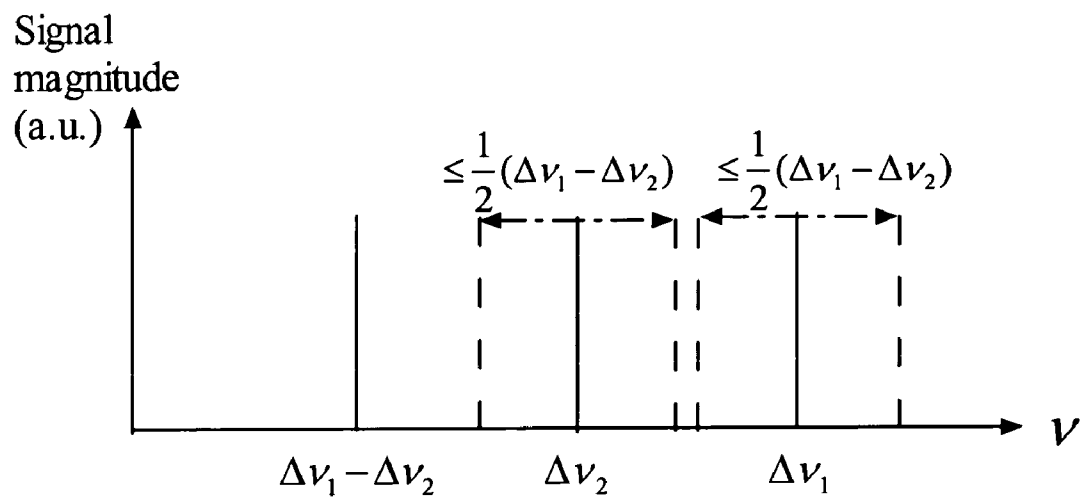 Signal
magnitude
(a.u.)
≤ 1/2 (Δν₁ − Δν₂) ≤ 1/2 (Δν₁ − Δν₂)
ν
Δν₁ − Δν₂ Δν₂ Δν₁